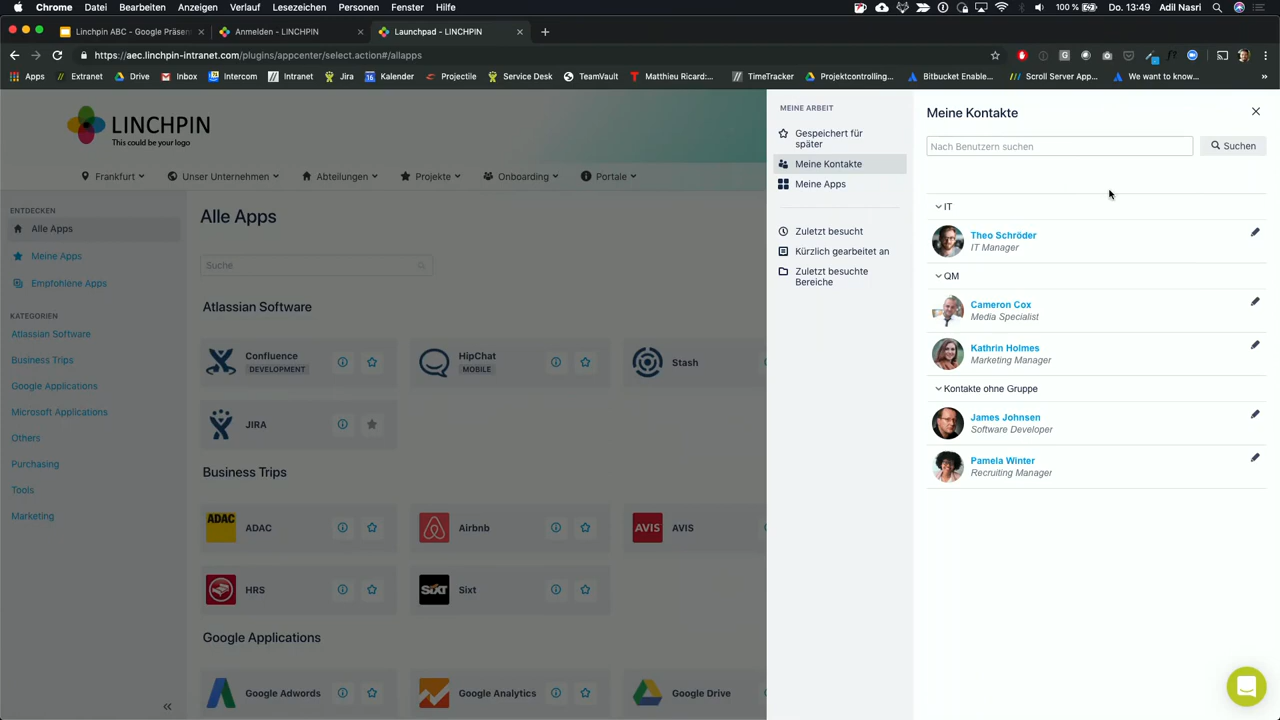 Chrome Datei Bearbeiten Anzeigen Verlauf Lesezeichen Personen Fenster Hilfe 100 % Do. 13:49 Adil Nasri
Linchpin ABC - Google Präsen
Anmelden - LINCHPIN
Launchpad - LINCHPIN
https://aec.linchpin-intranet.com/plugins/appcenter/select.action#/allapps
Apps Extranet Drive Inbox Intercom Intranet Jira Kalender Projectile Service Desk TeamVault Matthieu Ricard:... TimeTracker Projektcontrolling... Bitbucket Enable... Scroll Server App... We want to know...
LINCHPIN
This could be your logo
Frankfurt Unser Unternehmen Abteilungen Projekte Onboarding Portale
ENTDECKEN
Alle Apps
Meine Apps
Empfohlene Apps
KATEGORIEN
Atlassian Software
Business Trips
Google Applications
Microsoft Applications
Others
Purchasing
Tools
Marketing
Alle Apps
Suche
Atlassian Software
Confluence
DEVELOPMENT
HipChat
MOBILE
Stash
JIRA
Business Trips
ADAC
ADAC
Airbnb
AVIS
AVIS
HRS
SIXT
Sixt
Google Applications
Google Adwords
Google Analytics
Google Drive
MEINE ARBEIT
Gespeichert für
später
Meine Kontakte
Meine Apps
Zuletzt besucht
Kürzlich gearbeitet an
Zuletzt besuchte
Bereiche
Meine Kontakte
Nach Benutzern suchen
Suchen
IT
Theo Schröder
IT Manager
QM
Cameron Cox
Media Specialist
Kathrin Holmes
Marketing Manager
Kontakte ohne Gruppe
James Johnsen
Software Developer
Pamela Winter
Recruiting Manager